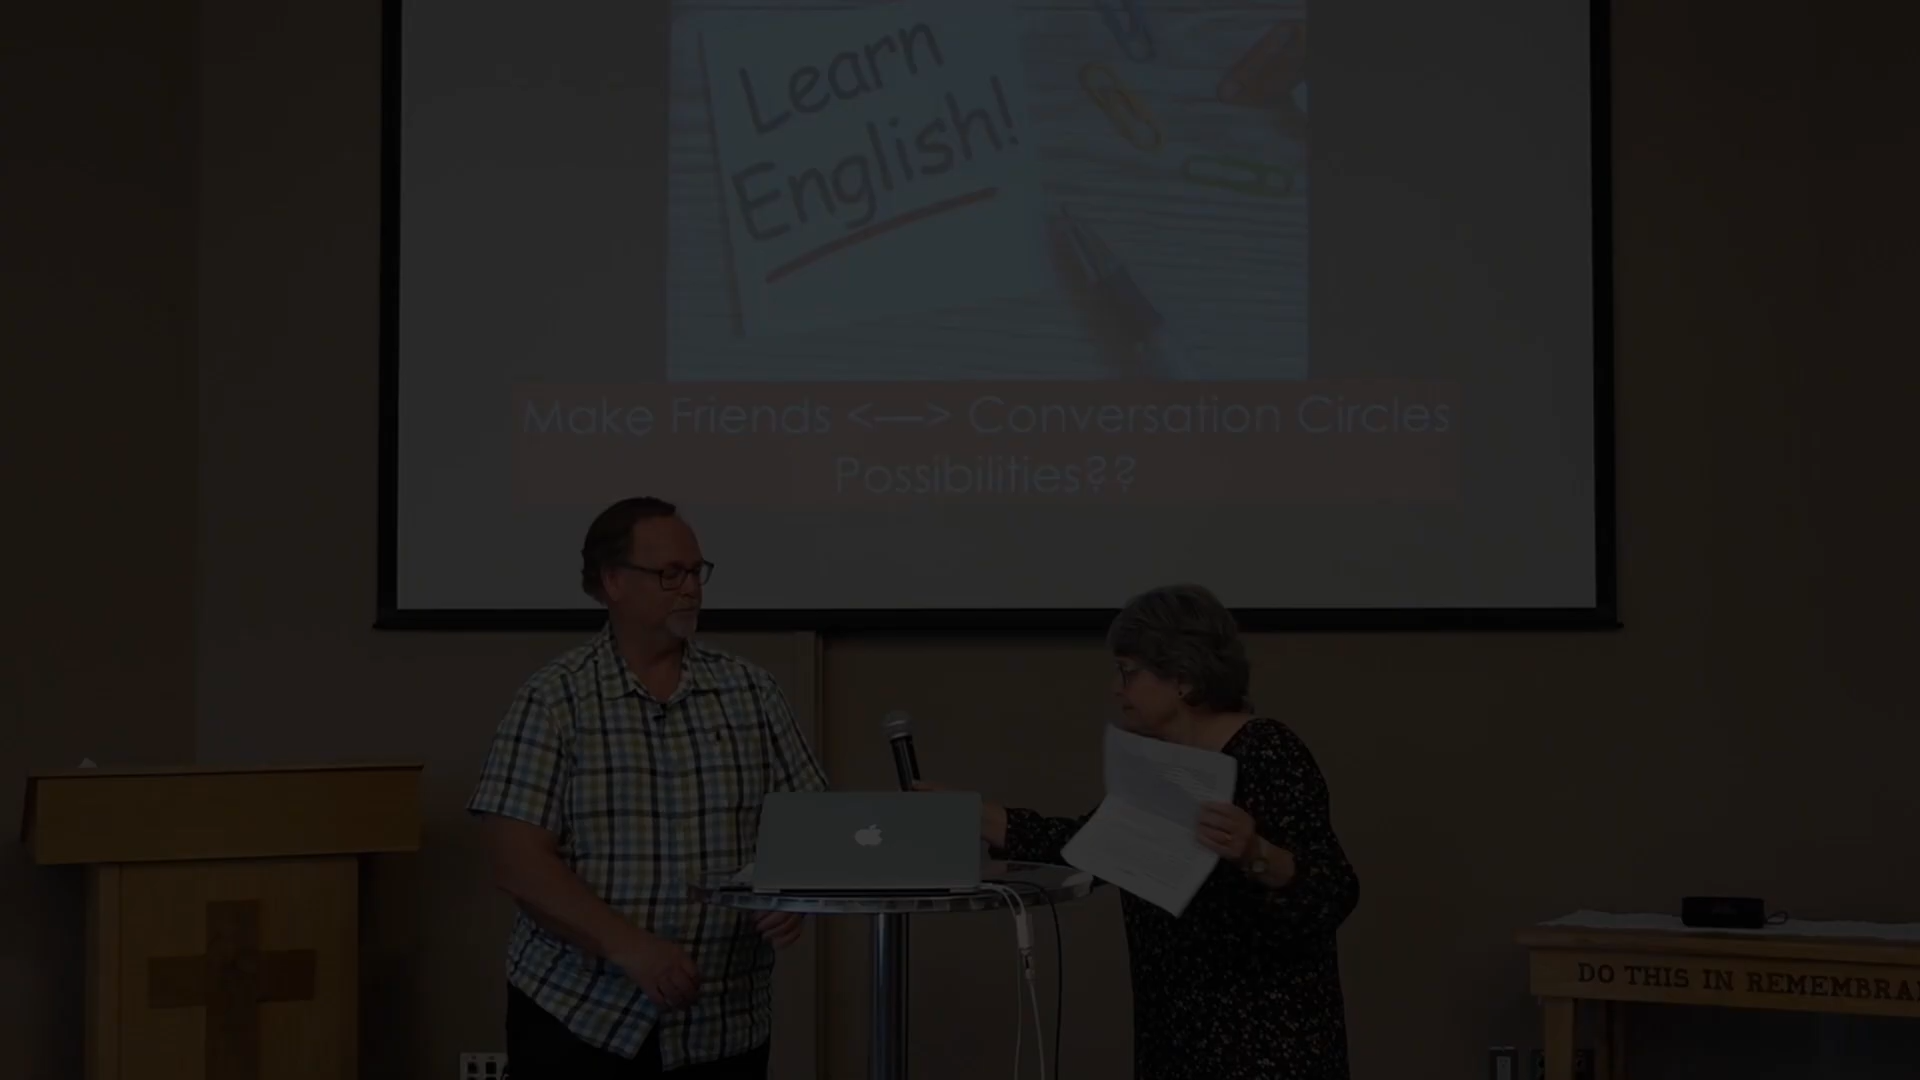 Learn
English!
Make Friends <—> Conversation Circles
Possibilities??
DO THIS IN REMEMBRA